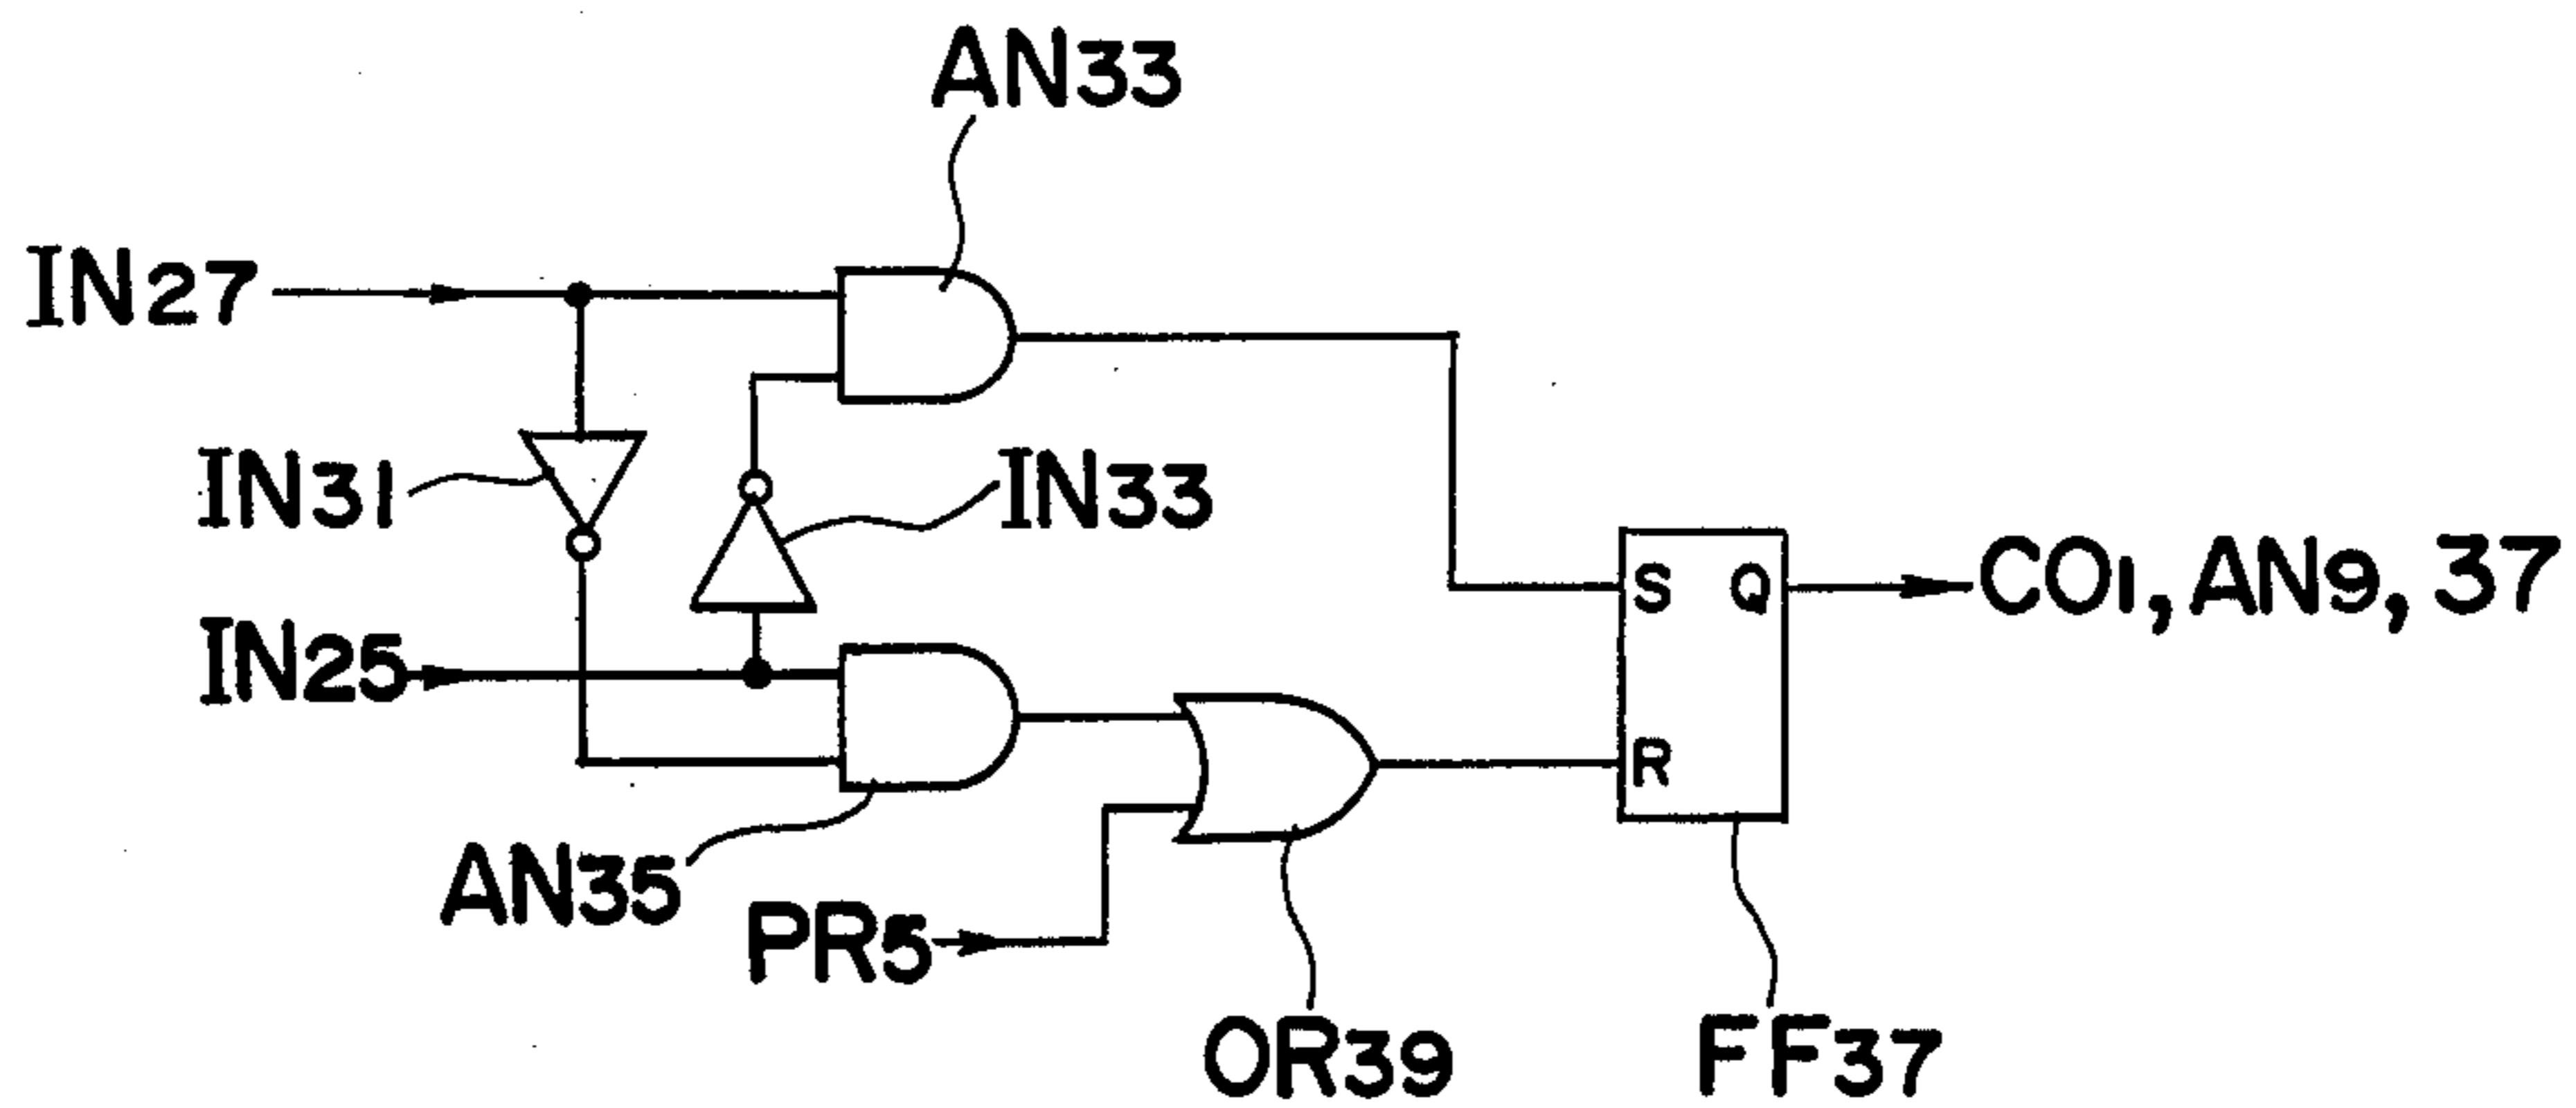 AN33
IN27
IN31
IN33
IN25
S Q
CO1, AN9, 37
R
AN35
PR5
OR39
FF37